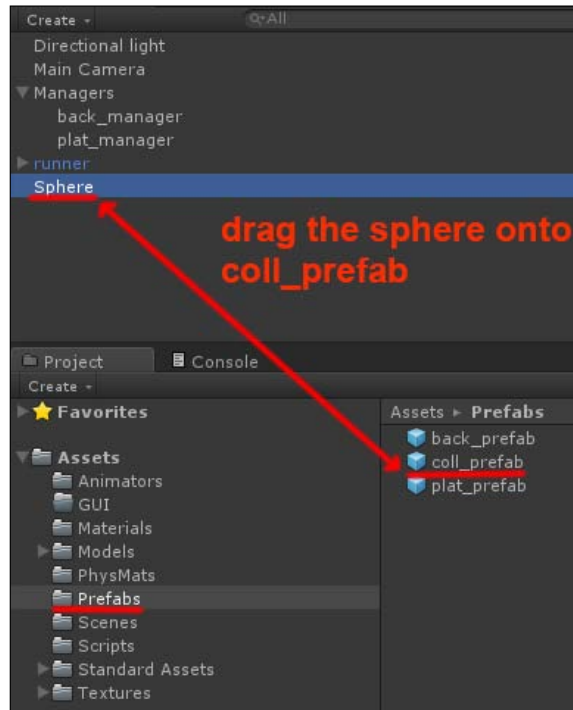 Create
All
Directional light
Main Camera
Managers
back_manager
plat_manager
runner
Sphere
drag the sphere onto
coll_prefab
Project Console
Create
Favorites
Assets
Animators
GUI
Materials
Models
PhysMats
Prefabs
Scenes
Scripts
Standard Assets
Textures
Assets Prefabs
back_prefab
coll_prefab
plat_prefab